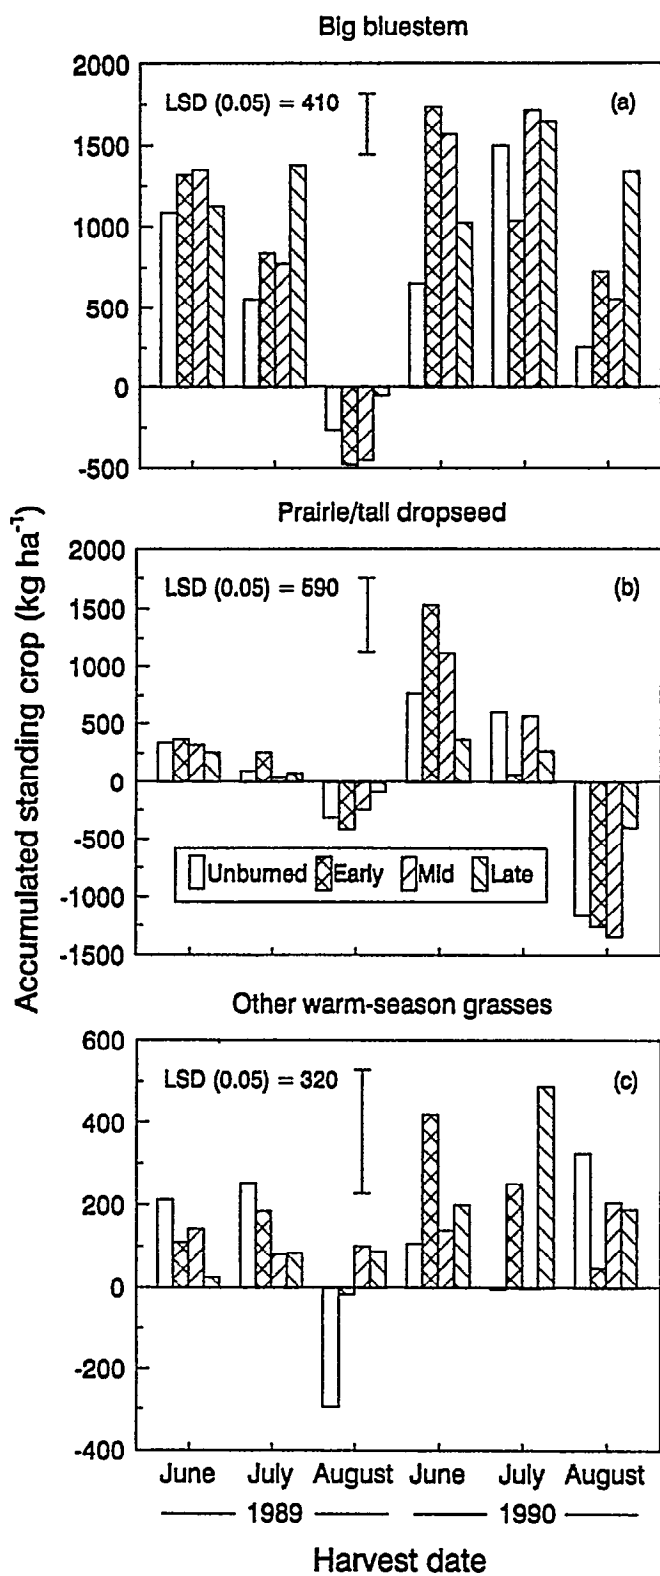 Big bluestem
2000
LSD (0.05) = 410
(a)
1500
1000
500
0
-500
Prairie/tall dropseed
2000
LSD (0.05) = 590
(b)
1500
1000
500
0
-500
Unburned Early Mid Late
-1000
-1500
Other warm-season grasses
600
LSD (0.05) = 320
(c)
400
200
0
-200
-400
Accumulated standing crop (kg ha⁻¹)
June July August June July August
1989 1990
Harvest date